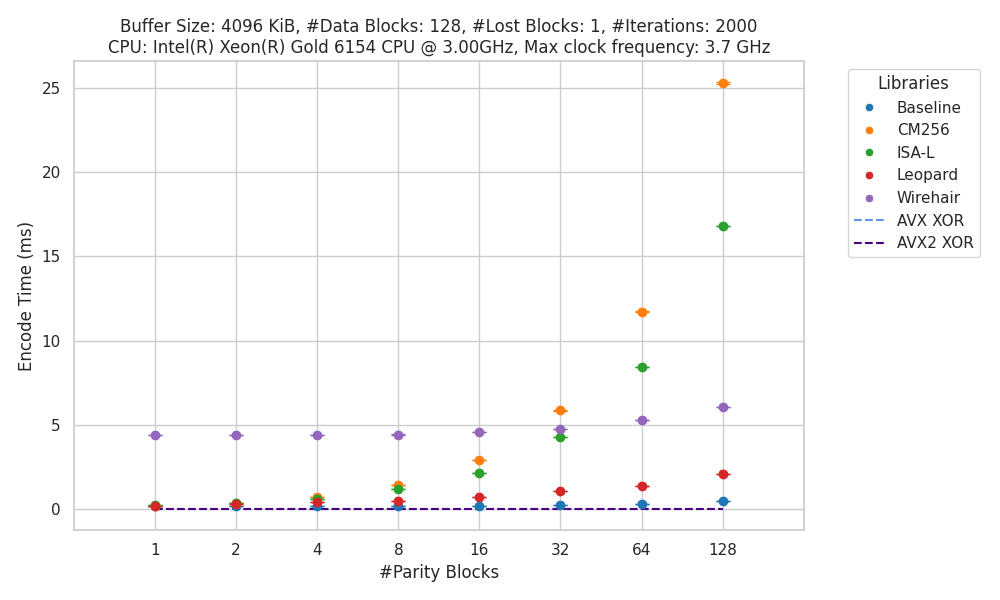 Buffer Size: 4096 KiB, #Data Blocks: 128, #Lost Blocks: 1, #Iterations: 2000
CPU: Intel(R) Xeon(R) Gold 6154 CPU @ 3.00GHz, Max clock frequency: 3.7 GHz
Encode Time (ms)
25
20
15
10
5
0
1 2 4 8 16 32 64 128
#Parity Blocks
Libraries
Baseline
CM256
ISA-L
Leopard
Wirehair
AVX XOR
AVX2 XOR